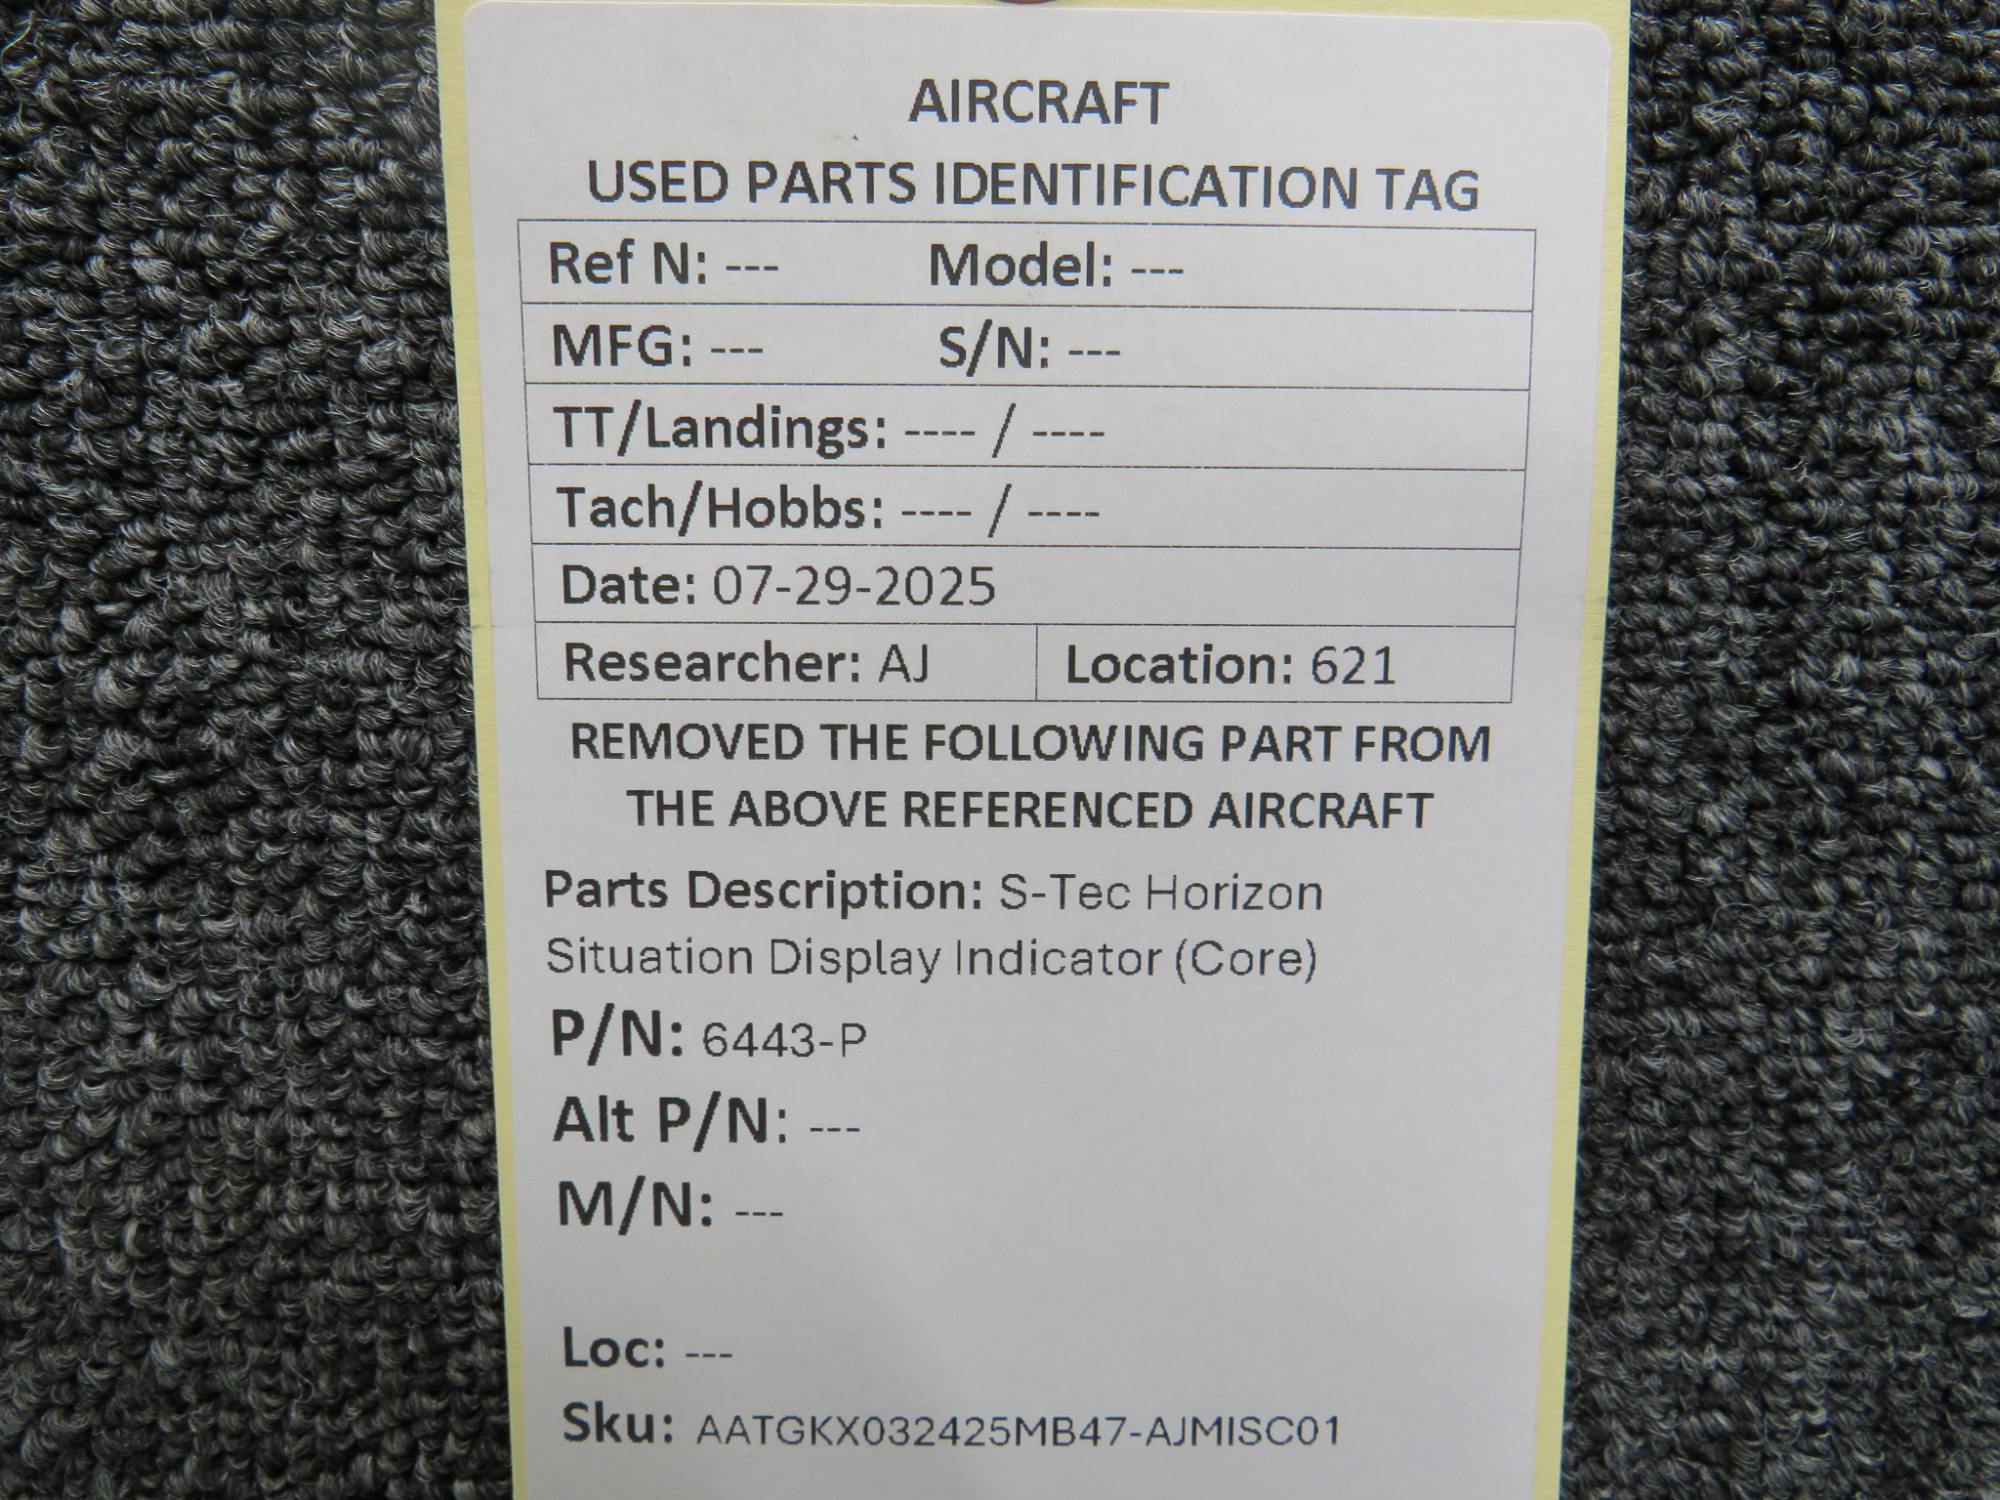 AIRCRAFT
USED PARTS IDENTIFICATION TAG
Ref N: --- Model: ---
MFG: --- S/N: ---
TT/Landings: ---- / ----
Tach/Hobbs: ---- / ----
Date: 07-29-2025
Researcher: AJ Location: 621
REMOVED THE FOLLOWING PART FROM
THE ABOVE REFERENCED AIRCRAFT
Parts Description: S-Tec Horizon
Situation Display Indicator (Core)
P/N: 6443-P
Alt P/N: ---
M/N: ---
Loc: ---
Sku: AATGKX032425MB47-AJMISC01